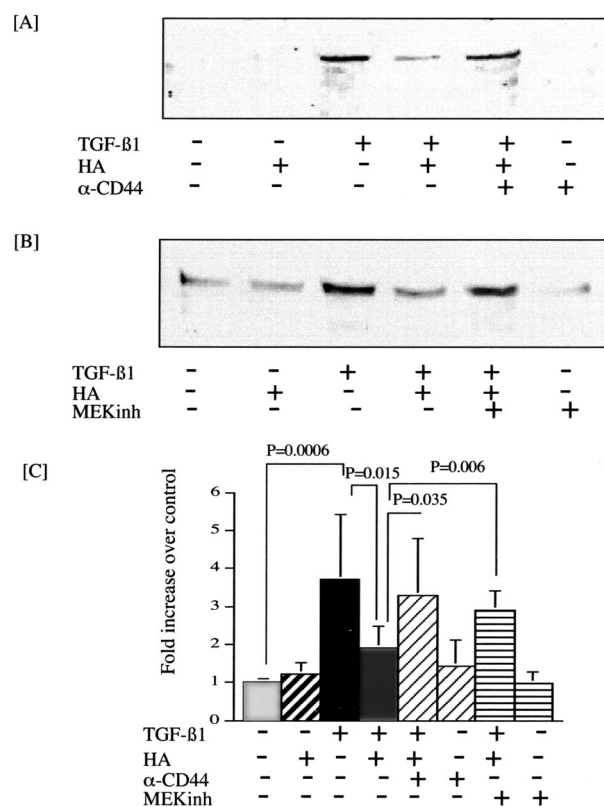 [A]
TGF-ß1 - - + + + -
HA - + - + + -
α-CD44 - - - - + +
[B]
TGF-ß1 - - + + + -
HA - + - + + -
MEKinh - - - - + +
[C]
P=0.0006
P=0.015
P=0.006
P=0.035
Fold increase over control
6
5
4
3
2
1
0
TGF-ß1 - - + + + - + -
HA - + - + + - + -
α-CD44 - - - - + + - -
MEKinh - - - - - - + +